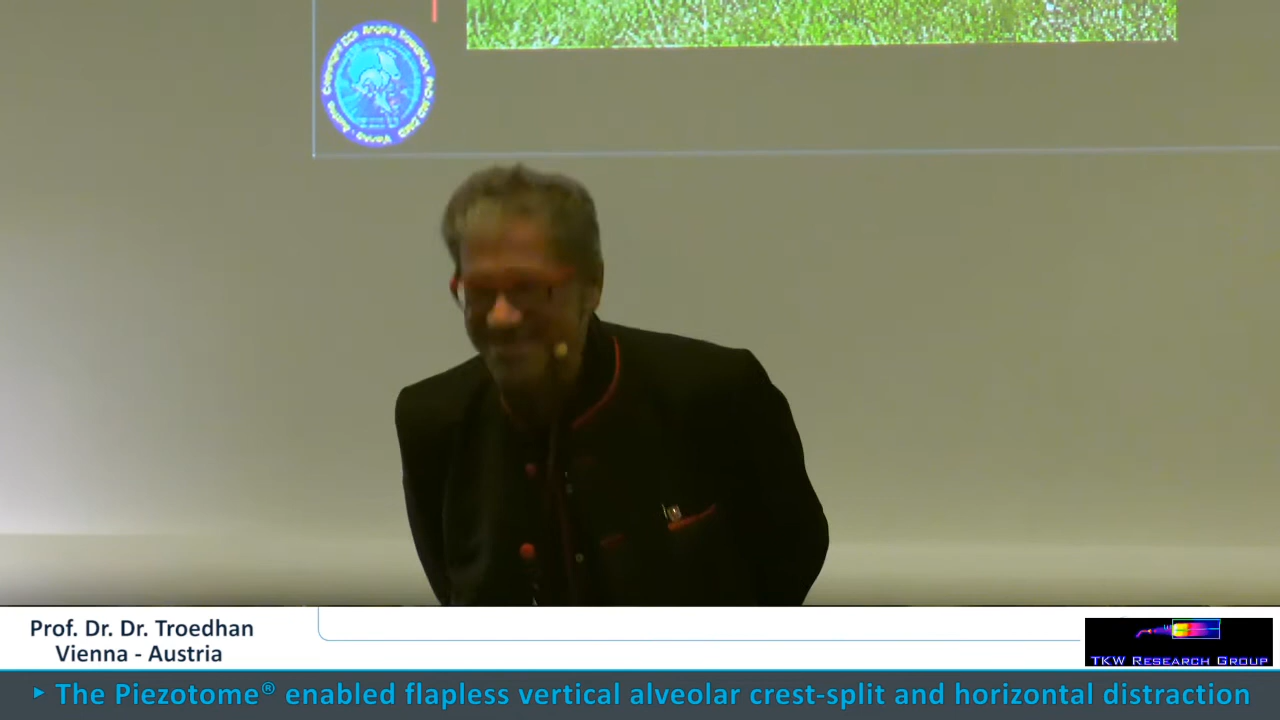 Prof. Dr. Dr. Troedhan
Vienna - Austria
TKW Research Group
‣ The Piezotome® enabled flapless vertical alveolar crest-split and horizontal distraction